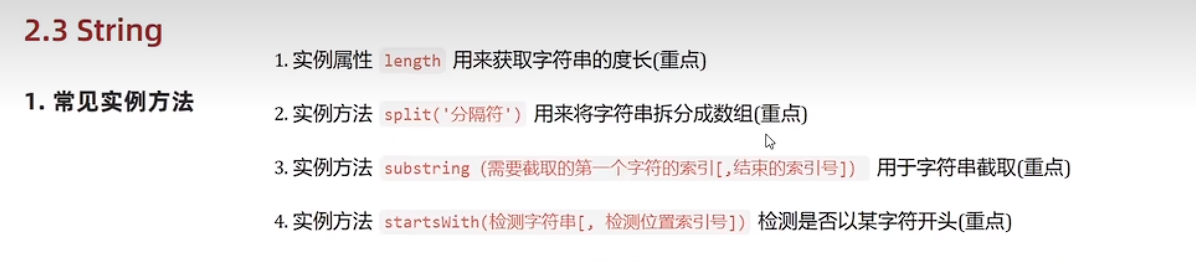 2.3 String
1. 常见实例方法
1. 实例属性 length 用来获取字符串的度长(重点)
2. 实例方法 split('分隔符') 用来将字符串拆分成数组(重点)
3. 实例方法 substring (需要截取的第一个字符的索引[,结束的索引号]) 用于字符串截取(重点)
4. 实例方法 startsWith(检测字符串[, 检测位置索引号]) 检测是否以某字符开头(重点)